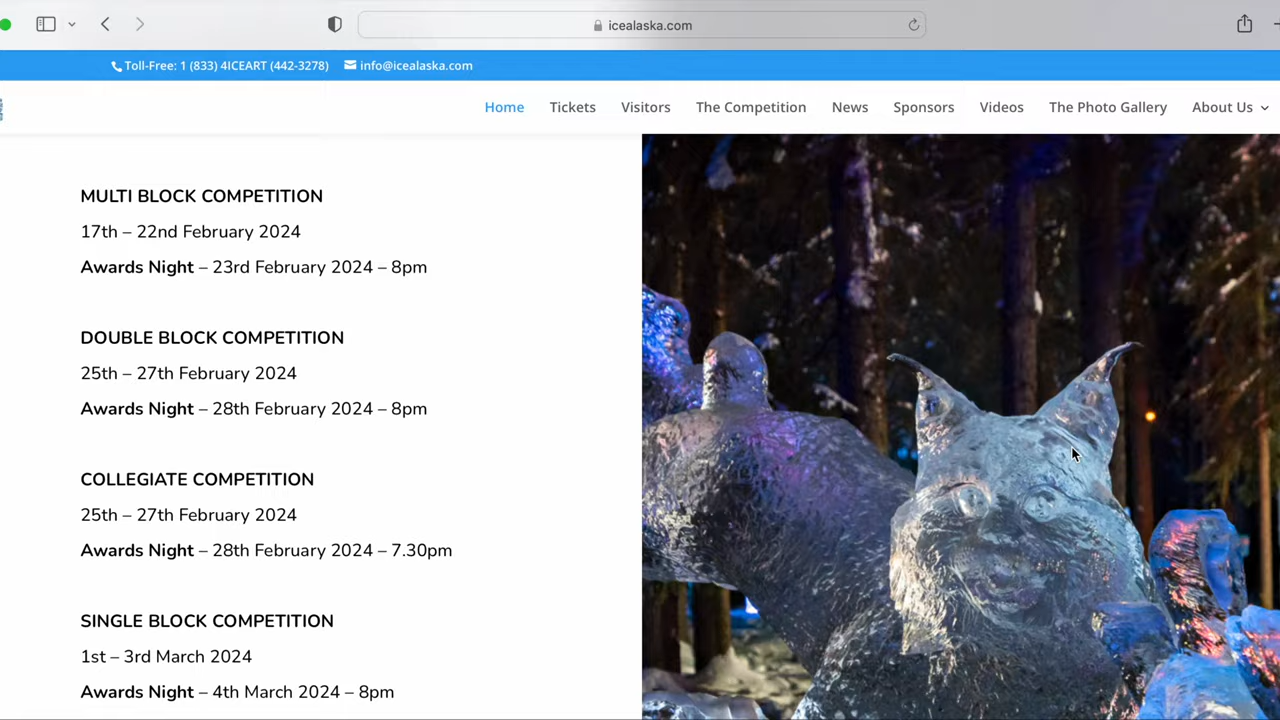 icealaska.com
Toll-Free: 1 (833) 4ICEART (442-3278) info@icealaska.com
Home Tickets Visitors The Competition News Sponsors Videos The Photo Gallery About Us
MULTI BLOCK COMPETITION
17th – 22nd February 2024
Awards Night – 23rd February 2024 – 8pm
DOUBLE BLOCK COMPETITION
25th – 27th February 2024
Awards Night – 28th February 2024 – 8pm
COLLEGIATE COMPETITION
25th – 27th February 2024
Awards Night – 28th February 2024 – 7.30pm
SINGLE BLOCK COMPETITION
1st – 3rd March 2024
Awards Night – 4th March 2024 – 8pm